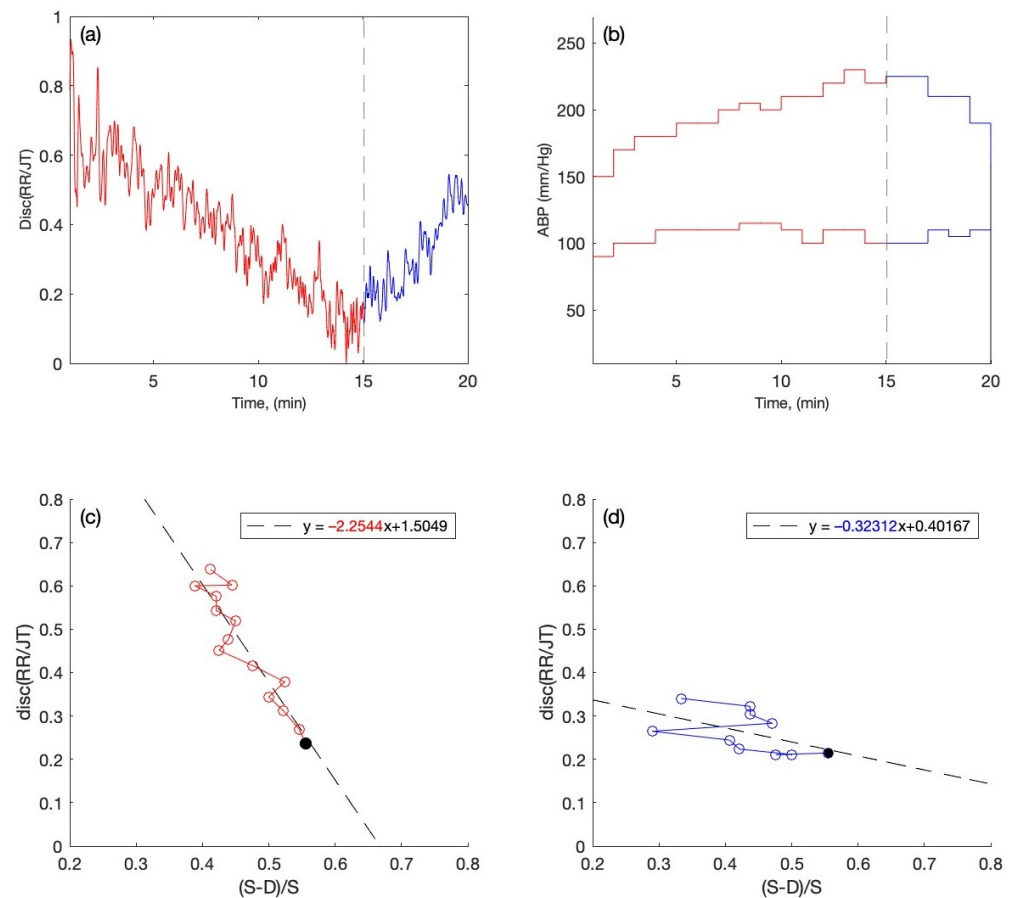 (a)
1
0.8
0.6
0.4
0.2
0
Disc(RR/JT)
5 10 15 20
Time, (min)
(b)
250
200
150
100
50
ABP (mm/Hg)
5 10 15 20
Time, (min)
(c)
y = −2.2544x+1.5049
0.8
0.7
0.6
0.5
0.4
0.3
0.2
0.1
0
disc(RR/JT)
0.2 0.4 0.5 0.6 0.7 0.8
(S-D)/S
(d)
y = −0.32312x+0.40167
0.8
0.7
0.6
0.5
0.4
0.3
0.2
0.1
0
disc(RR/JT)
0.2 0.3 0.4 0.5 0.6 0.7 0.8
(S-D)/S